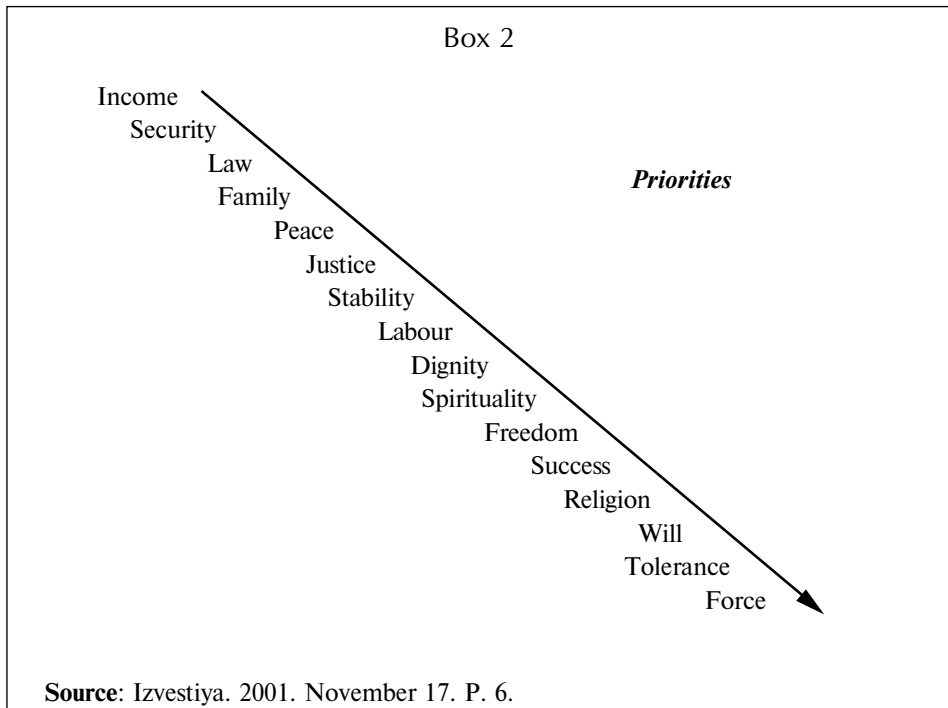 Box 2
Income
Security
Law
Priorities
Family
Peace
Justice
Stability
Labour
Dignity
Spirituality
Freedom
Success
Religion
Will
Tolerance
Force
Source: Izvestiya. 2001. November 17. P. 6.